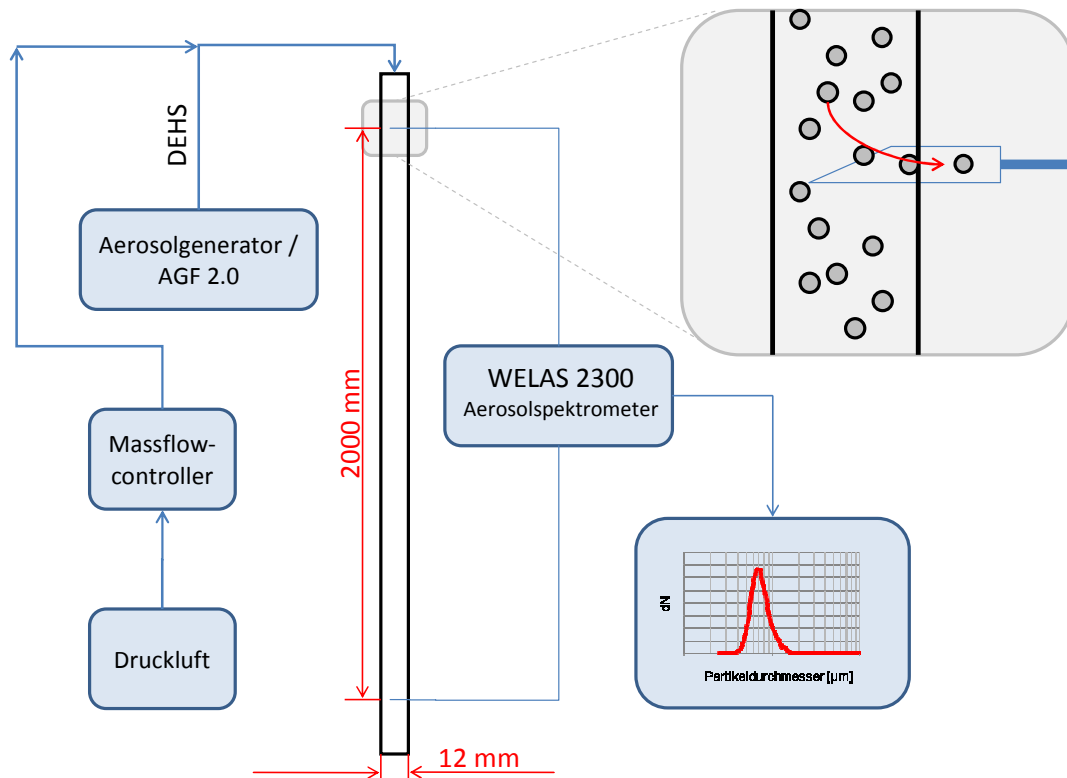 DEHS
Aerosolgenerator /
AGF 2.0
Massflow-
controller
Druckluft
2000 mm
12 mm
WELAS 2300
Aerosolspektrometer
dN
Partikeldurchmesser [µm]